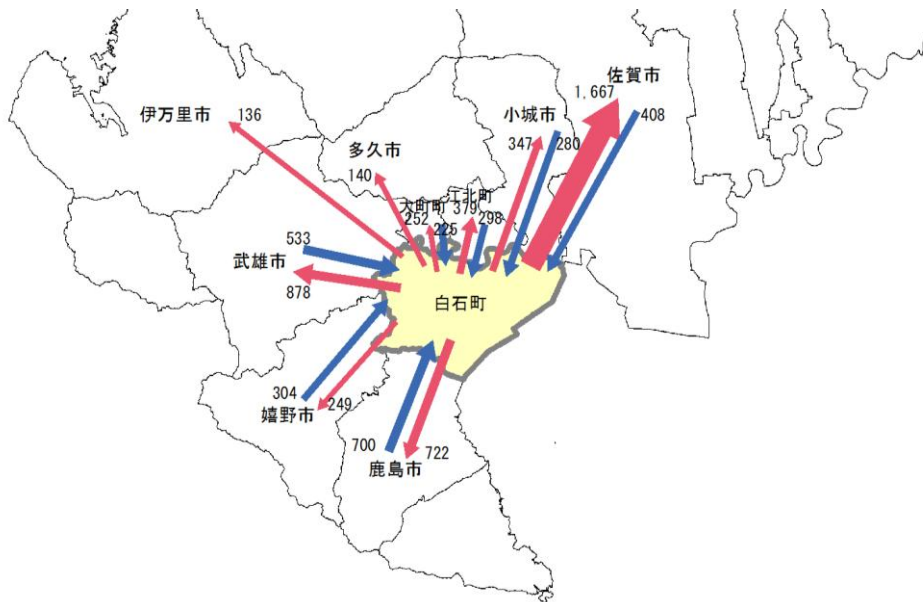 佐賀市
1,667
408
小城市
347
280
伊万里市
136
多久市
140
大町町
252
225
江北町
379
298
533
武雄市
878
白石町
304
嬉野市
249
700
722
鹿島市